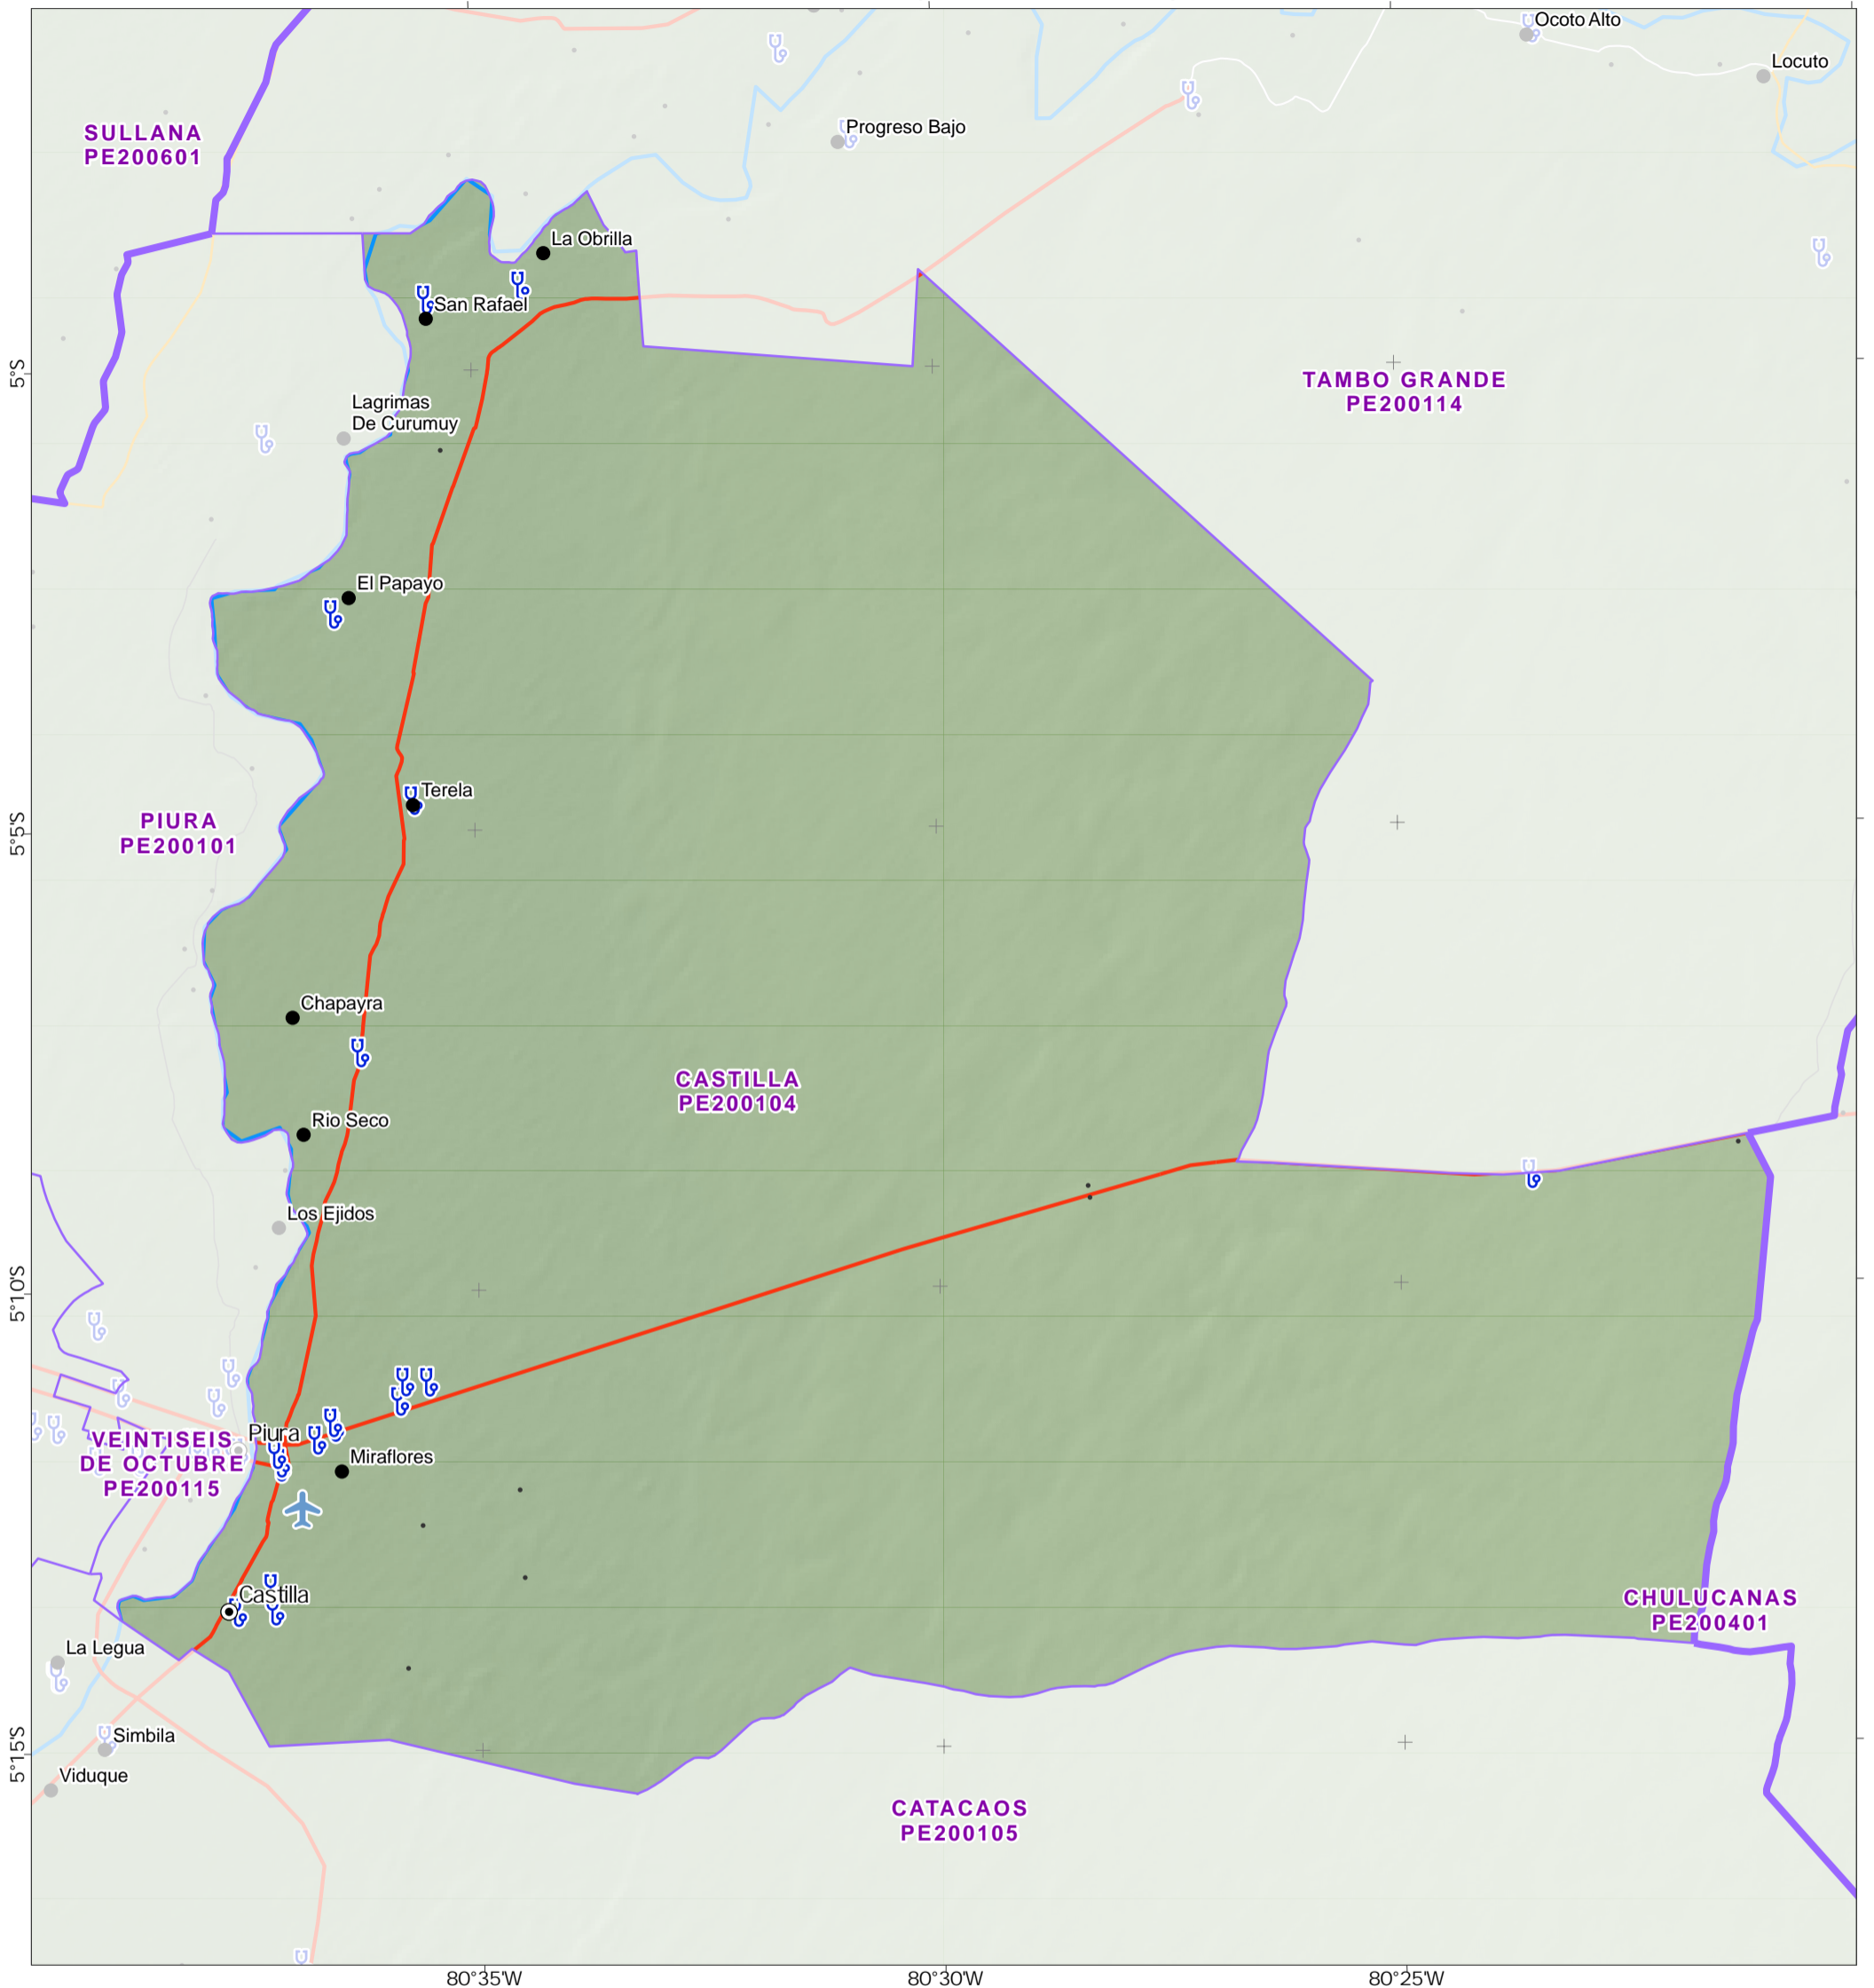 Ocoto Alto
Locuto
SULLANA
PE200601
Progreso Bajo
La Obrilla
San Rafael
5°S
TAMBO GRANDE
PE200114
Lagrimas
De Curumuy
El Papayo
Terela
PIURA
PE200101
5°5'S
Chapayra
CASTILLA
PE200104
Rio Seco
Los Ejidos
5°10'S
Piura
VEINTISEIS
DE OCTUBRE
PE200115
Miraflores
Castilla
CHULUCANAS
PE200401
La Legua
Simbila
5°15'S
Viduque
CATACAOS
PE200105
80°35'W
80°30'W
80°25'W